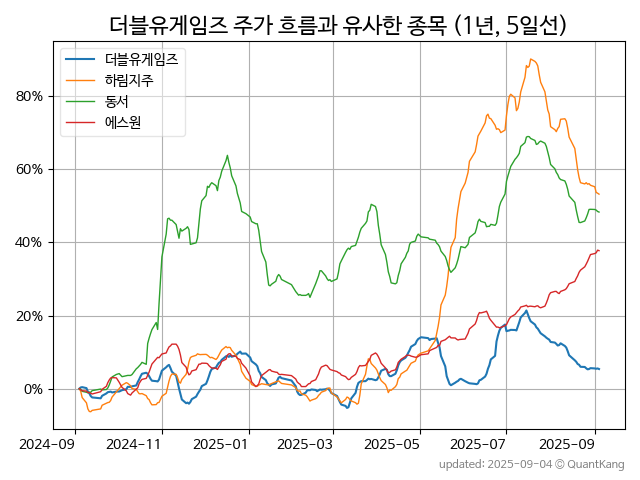 더블유게임즈 주가 흐름과 유사한 종목 (1년, 5일선)
더블유게임즈
하림지주
동서
에스원
80%
60%
40%
20%
0%
2024-09 2024-11 2025-01 2025-03 2025-05 2025-07 2025-09
updated: 2025-09-04 © QuantKang